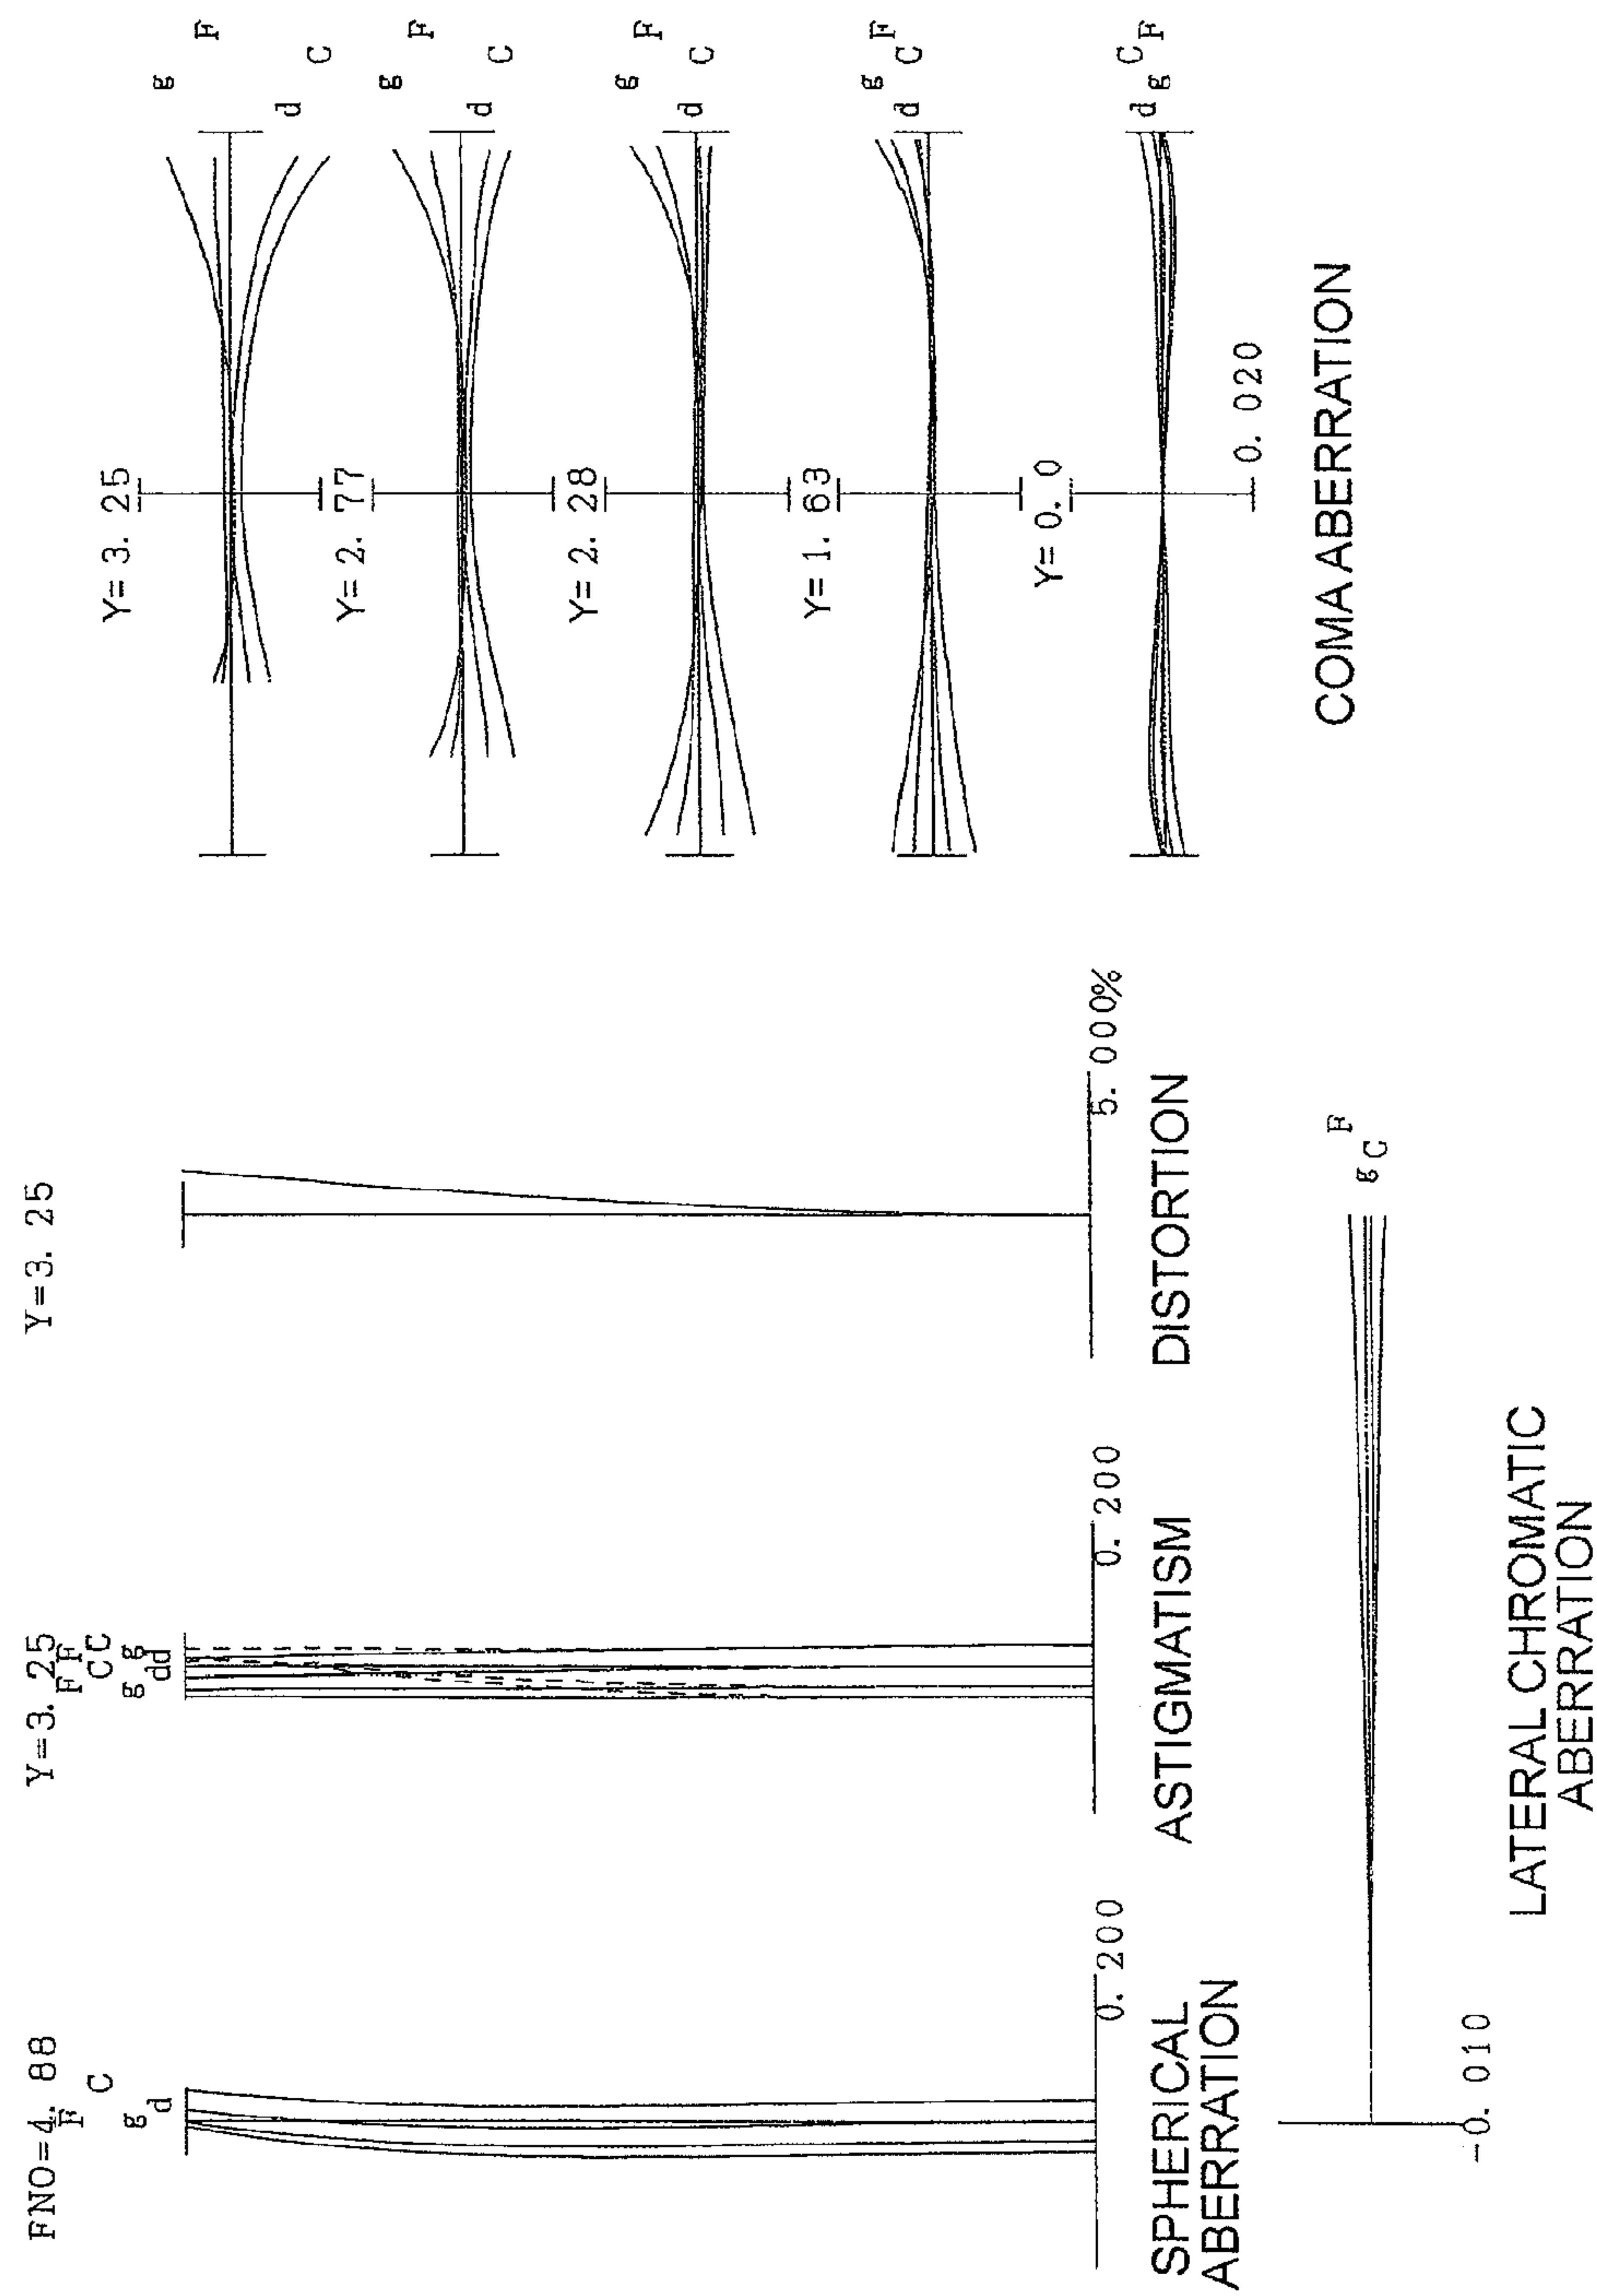 FNO=4. 88
F
C
g
d
0. 200
SPHERICAL
ABERRATION
Y=3. 25
F F
C C
g g
d d
0. 200
ASTIGMATISM
Y=3. 25
5. 000%
DISTORTION
-0. 010
F
g C
LATERAL CHROMATIC
ABERRATION
Y= 3. 25
g F
d C
Y= 2. 77
g F
d C
Y= 2. 28
g F
d C
Y= 1. 63
g F
d C
Y= 0. 0
d C
g F
0. 020
COMA ABERRATION